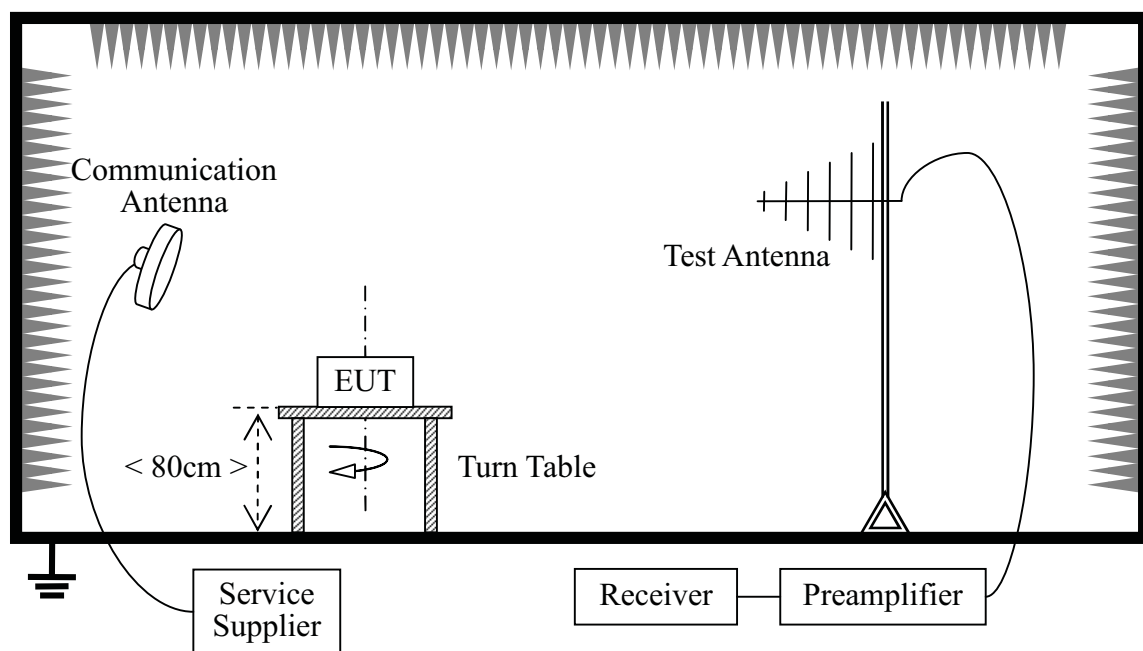 Communication
Antenna
Test Antenna
EUT
< 80cm >
Turn Table
Service
Supplier
Receiver
Preamplifier